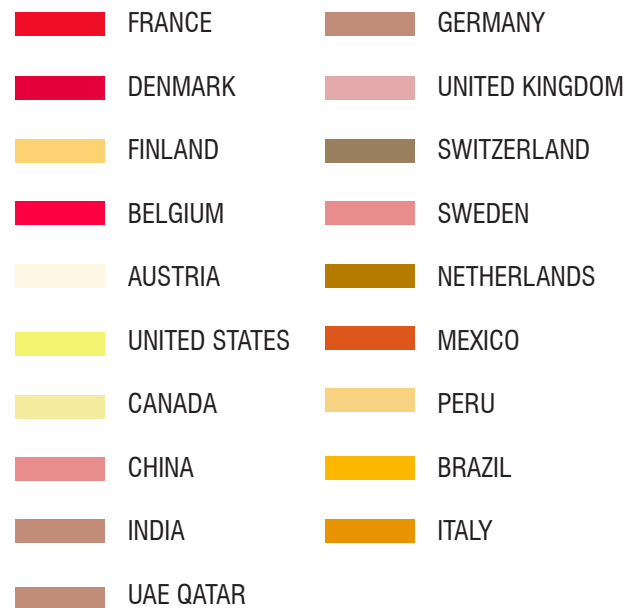 FRANCE
DENMARK
FINLAND
BELGIUM
AUSTRIA
UNITED STATES
CANADA
CHINA
INDIA
UAE QATAR
GERMANY
UNITED KINGDOM
SWITZERLAND
SWEDEN
NETHERLANDS
MEXICO
PERU
BRAZIL
ITALY